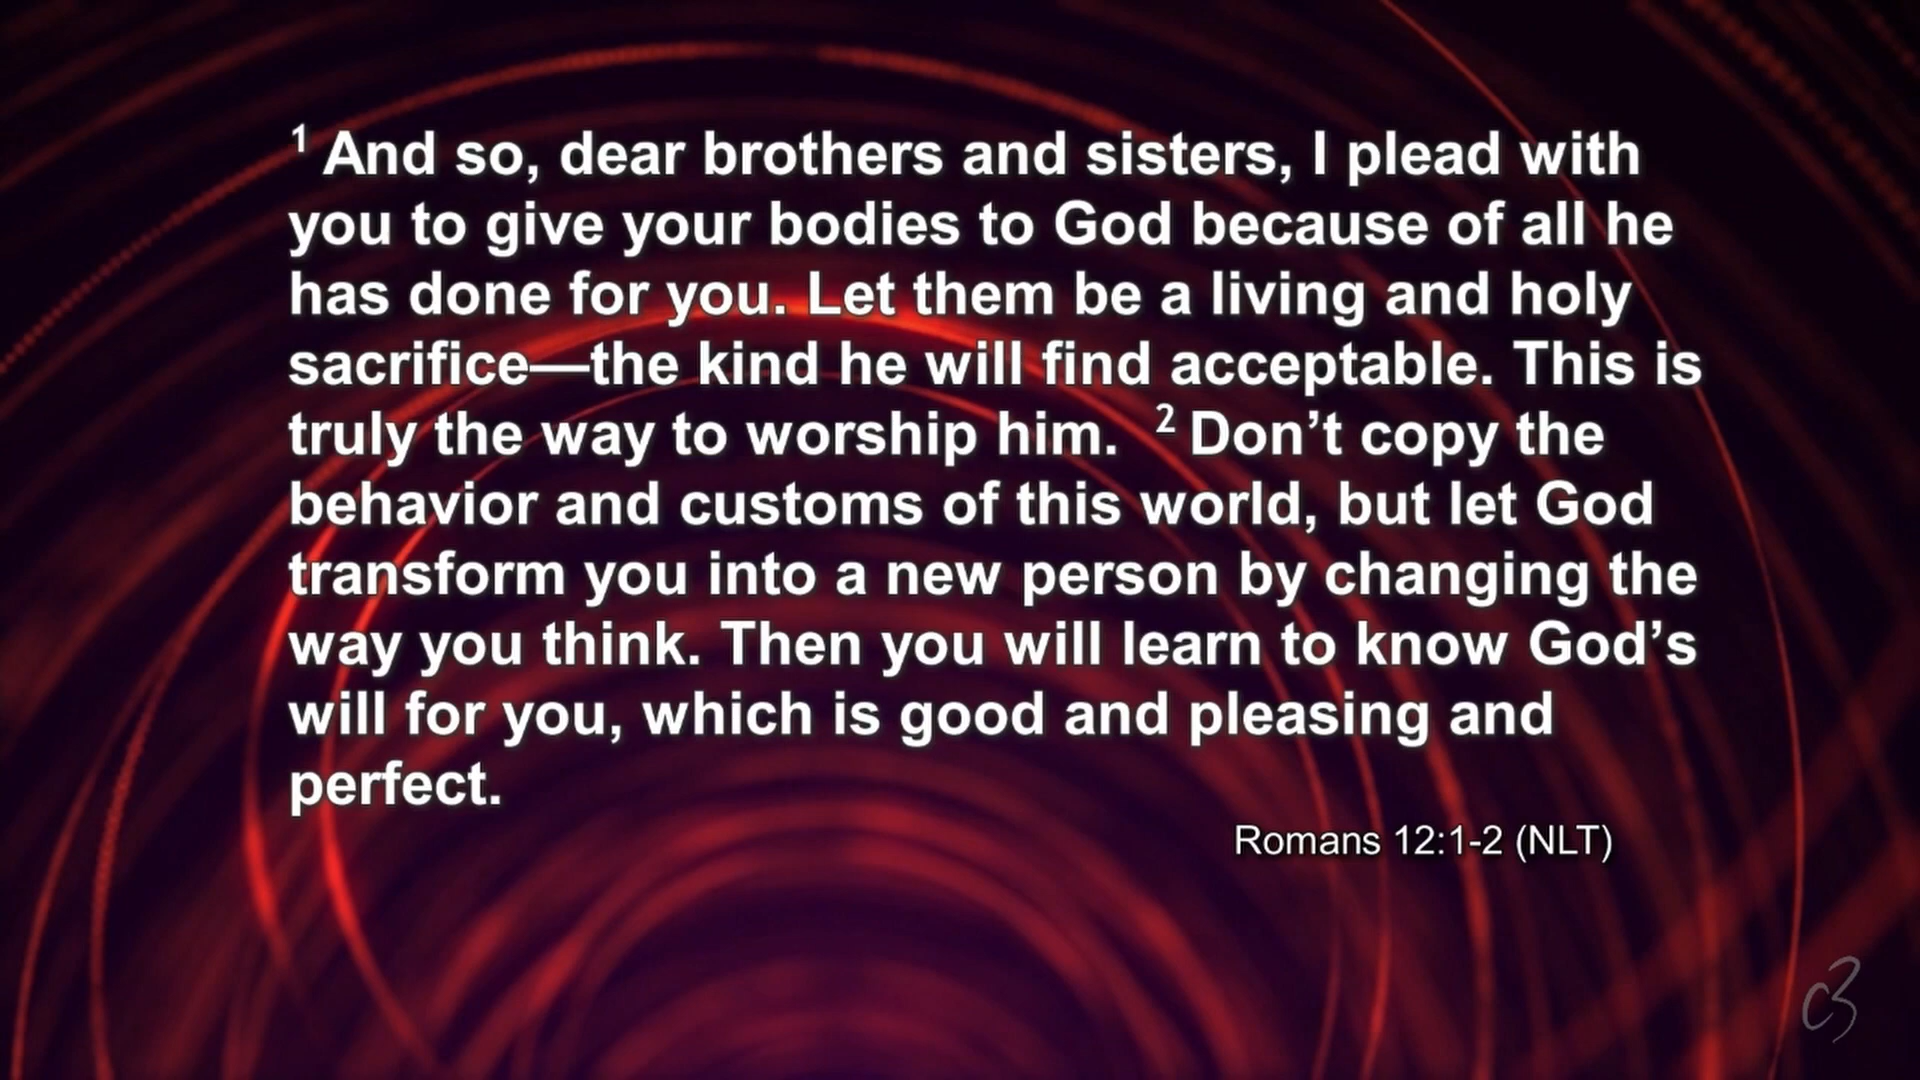 ¹ And so, dear brothers and sisters, I plead with
you to give your bodies to God because of all he
has done for you. Let them be a living and holy
sacrifice—the kind he will find acceptable. This is
truly the way to worship him. ² Don’t copy the
behavior and customs of this world, but let God
transform you into a new person by changing the
way you think. Then you will learn to know God’s
will for you, which is good and pleasing and
perfect.
Romans 12:1-2 (NLT)
c3